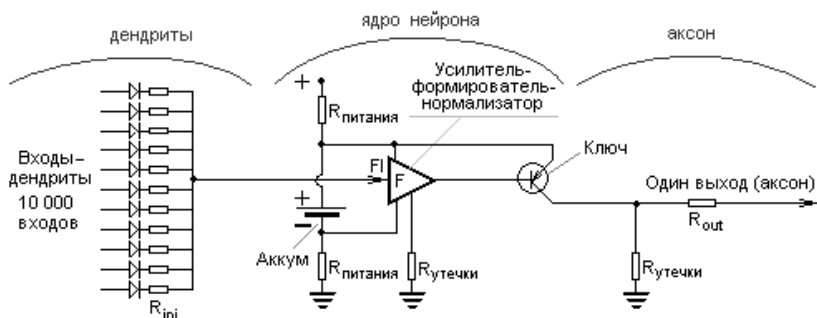 дендриты
ядро нейрона
аксон
Усилитель-
формирователь-
нормализатор
+
Rпитания
Ключ
Входы-
дендриты
10 000
входов
FI
F
Один выход (аксон)
+
−
Rout
Аккум
Rпитания
Rутечки
Rутечки
Rini